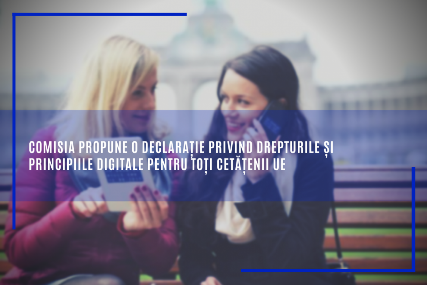 COMISIA PROPUNE O DECLARAȚIE PRIVIND DREPTURILE ȘI
PRINCIPIILE DIGITALE PENTRU TOȚI CETĂȚENII UE